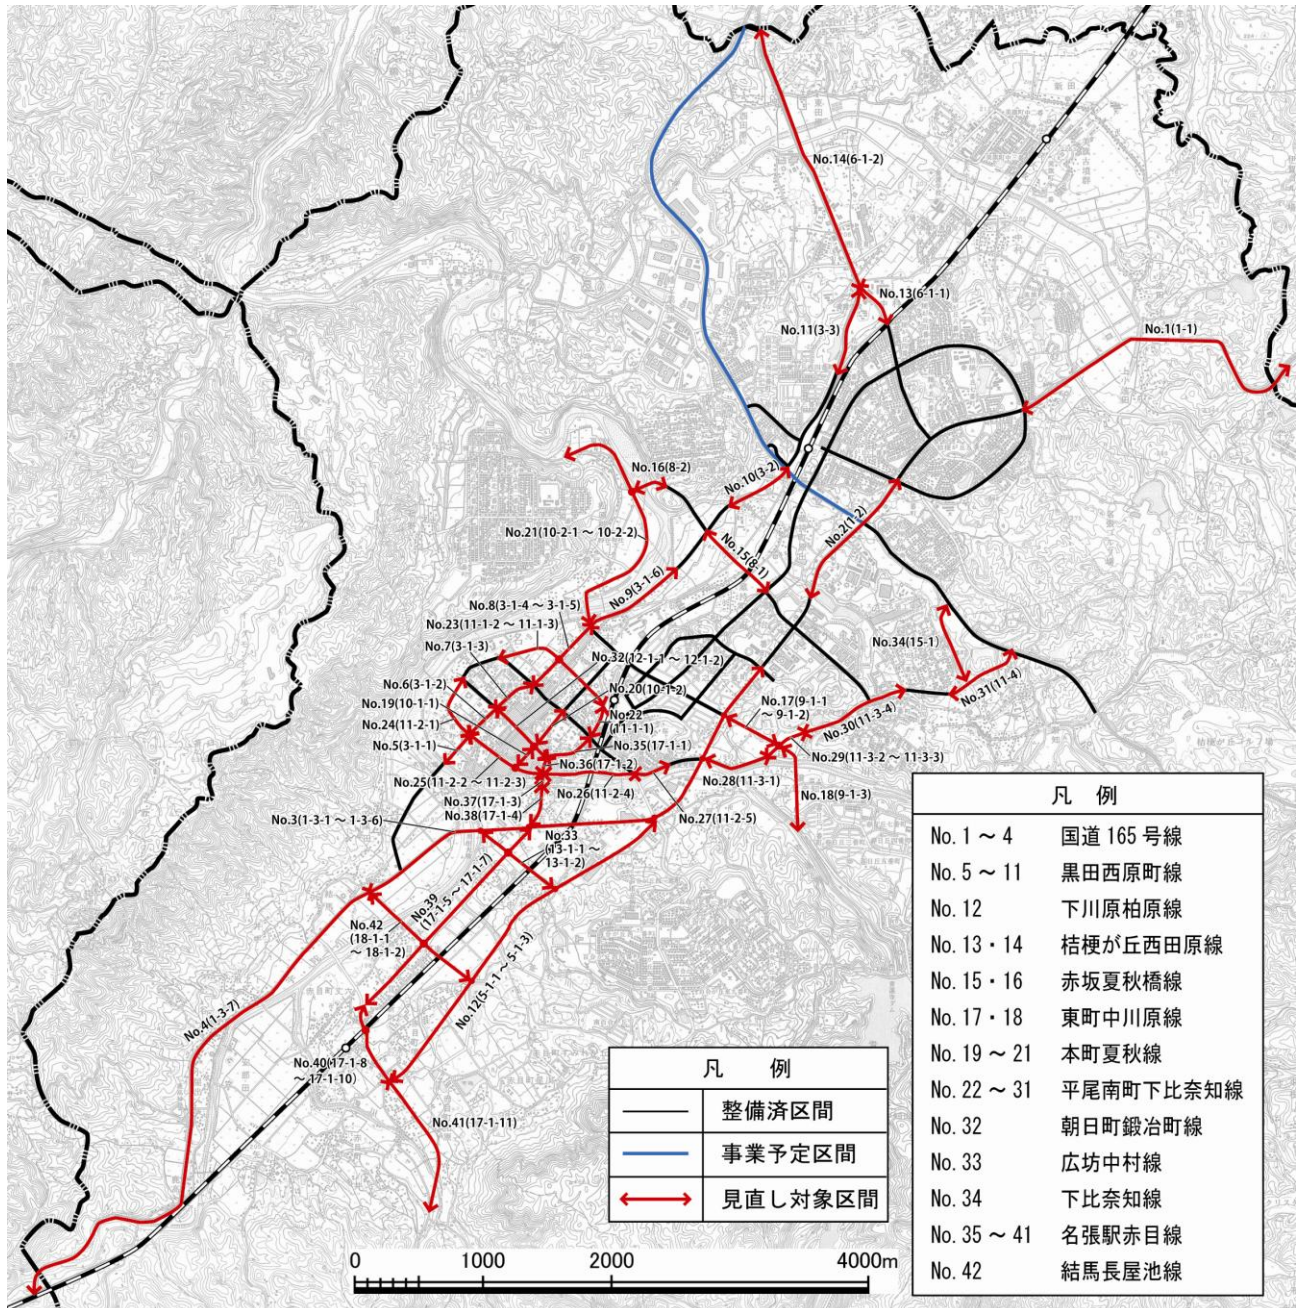 No.14(6-1-2)
No.13(6-1-1)
No.11(3-3)
No.1(1-1)
No.16(8-2)
No.10(3-2)
No.21(10-2-1 ～ 10-2-2)
No.2(1-2)
No.15(8-1)
No.9(3-1-6)
No.8(3-1-4 ～ 3-1-5)
No.23(11-1-2 ～ 11-1-3)
No.34(15-1)
No.7(3-1-3)
No.32(12-1-1 ～ 12-1-2)
No.6(3-1-2)
No.20(10-1-2)
No.31(11-4)
No.19(10-1-1)
No.17(9-1-1
～ 9-1-2)
No.24(11-2-1)
No.22
(11-1-1)
No.30(11-3-4)
No.5(3-1-1)
No.35(17-1-1)
No.29(11-3-2 ～ 11-3-3)
No.36(17-1-2)
No.25(11-2-2 ～ 11-2-3)
No.28(11-3-1)
No.26(11-2-4)
No.37(17-1-3)
No.18(9-1-3)
No.38(17-1-4)
No.3(1-3-1 ～ 1-3-6)
No.27(11-2-5)
No.33
(13-1-1 ～
13-1-2)
No.39
(17-1-5 ～ 17-1-7)
No.42
(18-1-1
～ 18-1-2)
No.12(5-1-1 ～ 5-1-3)
No.4(1-3-7)
No.40(17-1-8
～ 17-1-10)
No.41(17-1-11)
凡 例
整備済区間
事業予定区間
見直し対象区間
0 1000 2000 4000m
凡 例
No. 1 ～ 4 国道 165 号線
No. 5 ～ 11 黒田西原町線
No. 12 下川原柏原線
No. 13・14 桔梗が丘西田原線
No. 15・16 赤坂夏秋橋線
No. 17・18 東町中川原線
No. 19 ～ 21 本町夏秋線
No. 22 ～ 31 平尾南町下比奈知線
No. 32 朝日町鍛冶町線
No. 33 広坊中村線
No. 34 下比奈知線
No. 35 ～ 41 名張駅赤目線
No. 42 結馬長屋池線